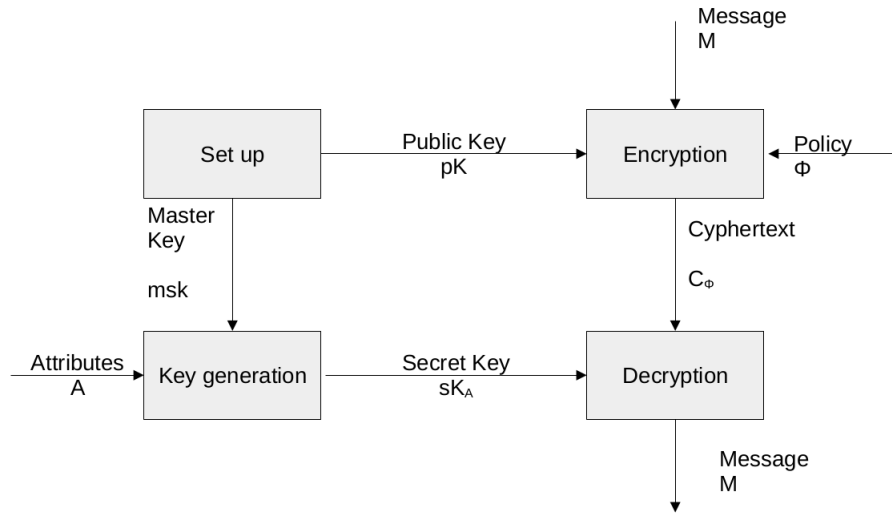 Message
M
Set up
Public Key
pK
Encryption
Policy
Φ
Master
Key
msk
Cyphertext
CΦ
Attributes
A
Key generation
Secret Key
sKA
Decryption
Message
M